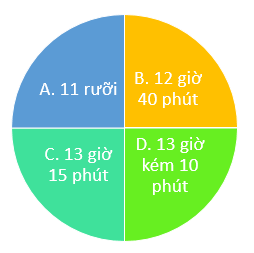 A. 11 rưỡi
B. 12 giờ
40 phút
C. 13 giờ
15 phút
D. 13 giờ
kém 10
phút